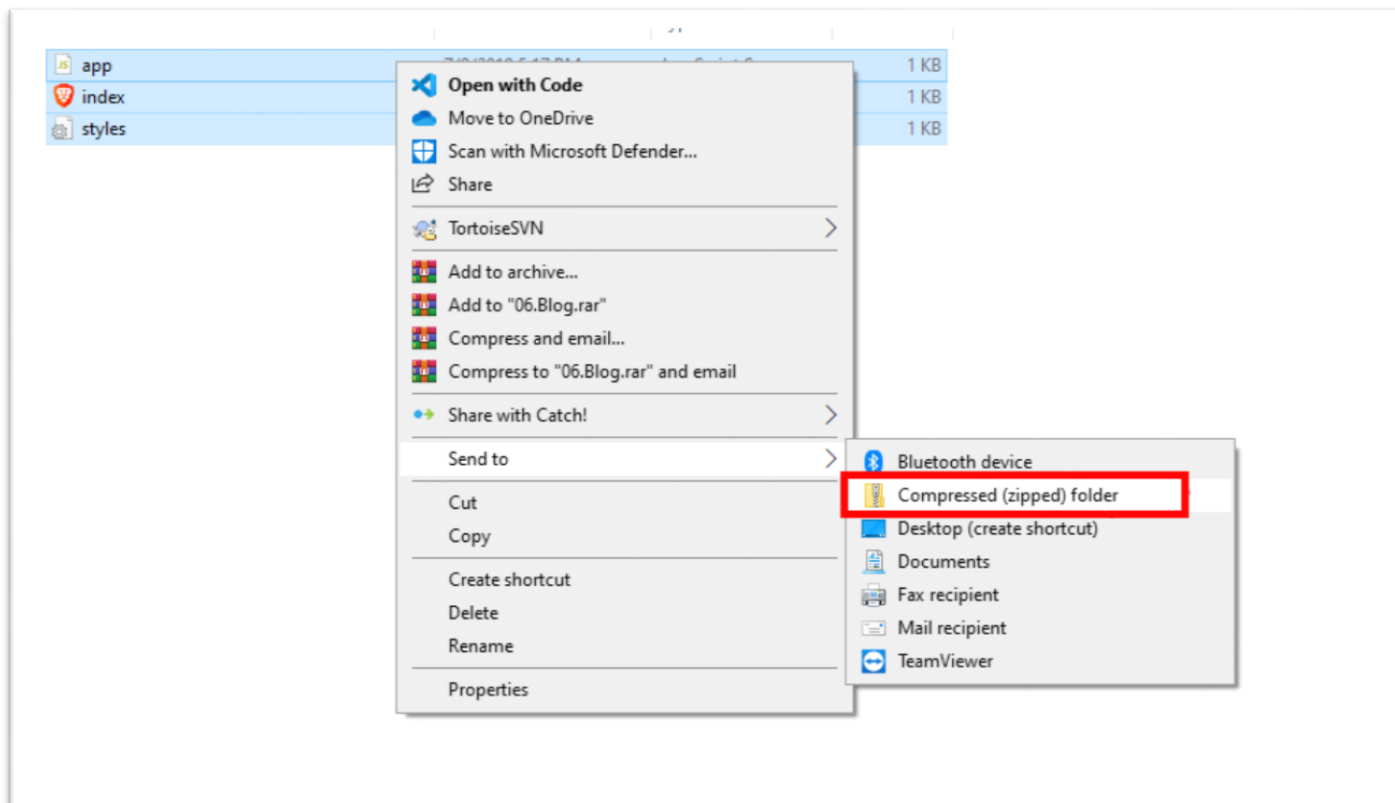 app 1 KB
Open with Code
index 1 KB
Move to OneDrive
styles 1 KB
Scan with Microsoft Defender...
Share
TortoiseSVN
Add to archive...
Add to "06.Blog.rar"
Compress and email...
Compress to "06.Blog.rar" and email
Share with Catch!
Send to
Bluetooth device
Compressed (zipped) folder
Desktop (create shortcut)
Documents
Fax recipient
Mail recipient
TeamViewer
Cut
Copy
Create shortcut
Delete
Rename
Properties